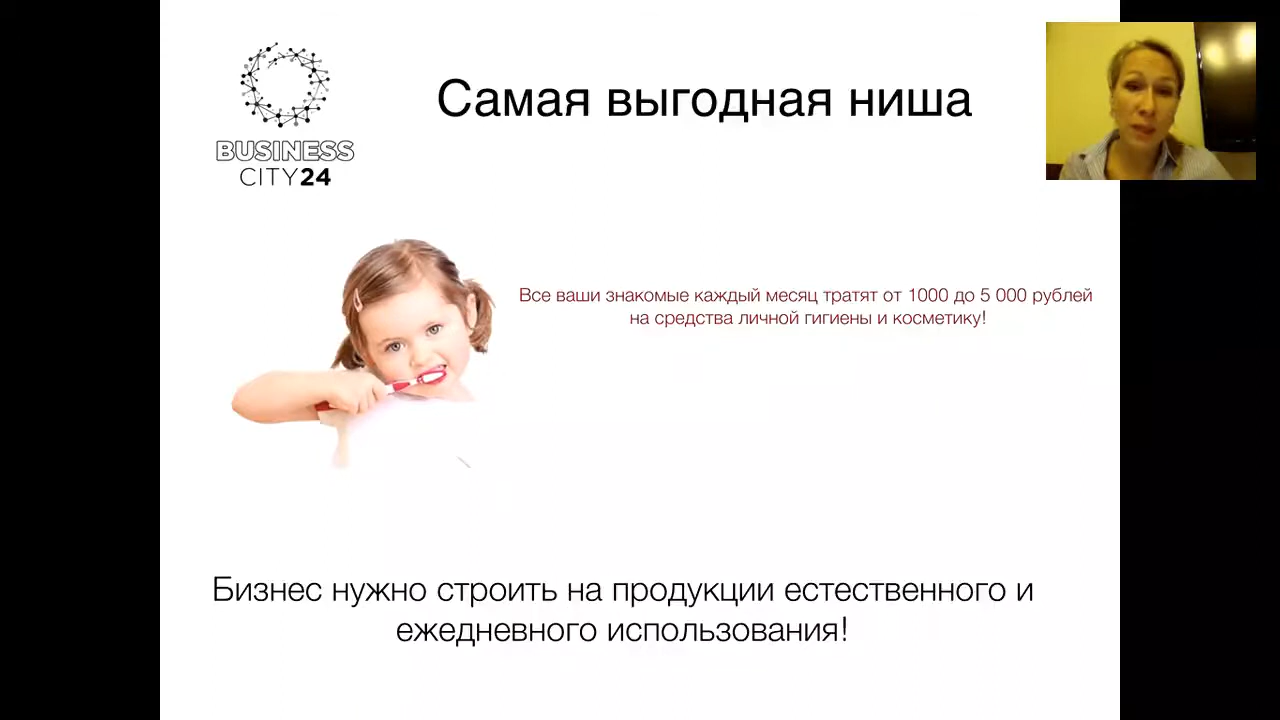 BUSINESS
CITY24
Самая выгодная ниша
Все ваши знакомые каждый месяц тратят от 1000 до 5 000 рублей
на средства личной гигиены и косметику!
Бизнес нужно строить на продукции естественного и
ежедневного использования!